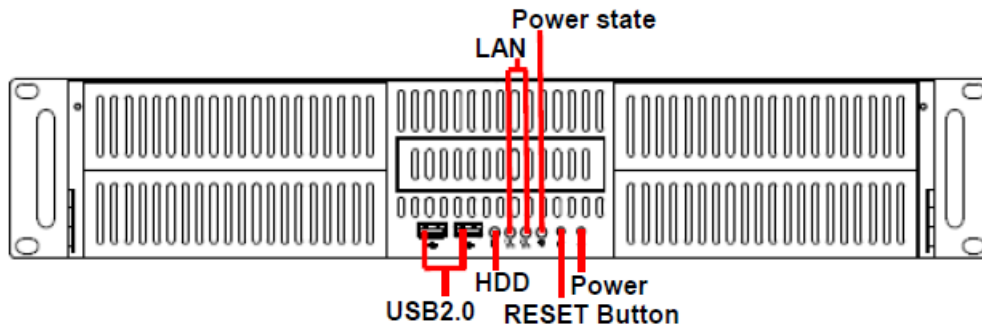 Power state
LAN
HDD
Power
USB2.0
RESET Button